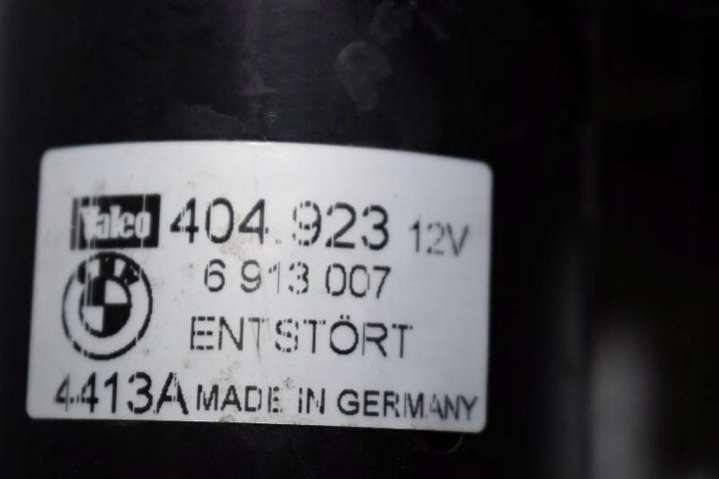 Valeo 404.923 12V
6 913 007
ENTSTÖRT
4413A MADE IN GERMANY